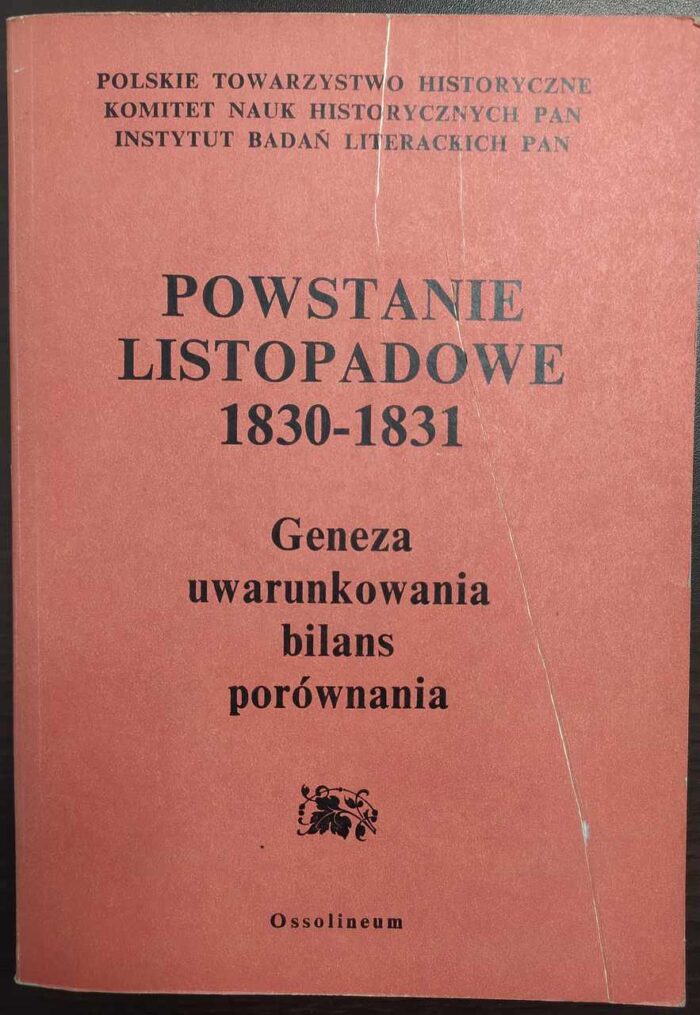 POLSKIE TOWARZYSTWO HISTORYCZNE
KOMITET NAUK HISTORYCZNYCH PAN
INSTYTUT BADAŃ LITERACKICH PAN
POWSTANIE
LISTOPADOWE
1830-1831
Geneza
uwarunkowania
bilans
porównania
Ossolineum